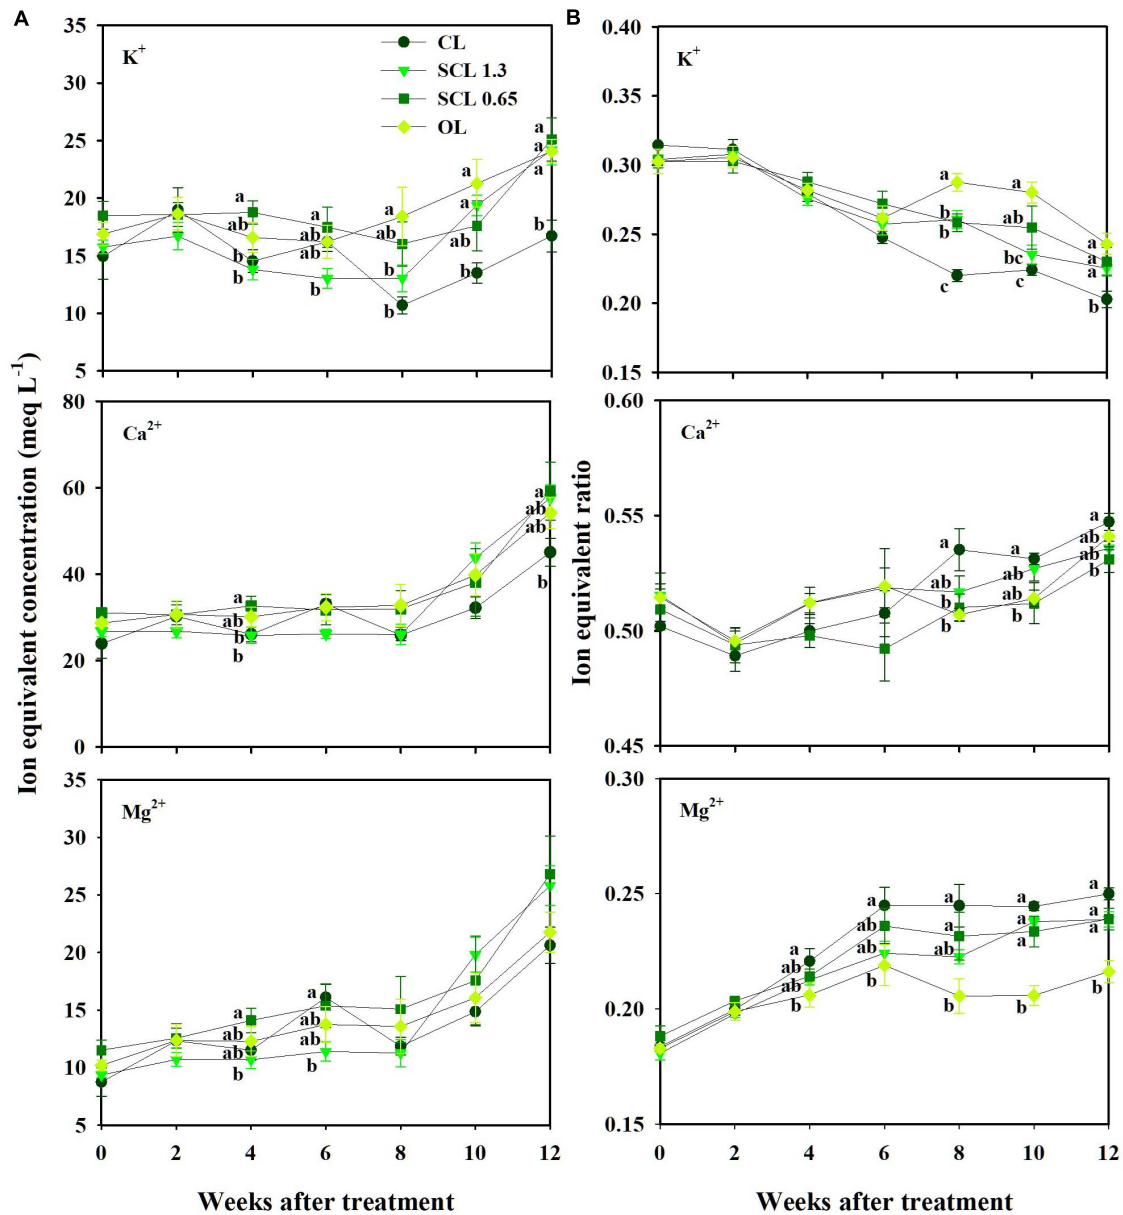 A
K+
CL
SCL 1.3
SCL 0.65
OL
35
30
25
20
15
10
5
a
a
a
b
a
ab
b
b
a
ab
b
a
ab
b
b
a
a
ab
b
Ca2+
80
60
40
20
0
a
ab
b
b
a
ab
ab
b
Mg2+
35
30
25
20
15
10
5
a
ab
ab
b
a
ab
ab
b
0 2 4 6 8 10 12
Weeks after treatment
Ion equivalent concentration (meq L-1)
B
K+
0.40
0.35
0.30
0.25
0.20
0.15
a
b
b
c
a
ab
bc
c
a
a
a
b
Ca2+
0.60
0.55
0.50
0.45
a
ab
b
b
a
ab
ab
b
a
ab
ab
b
Mg2+
0.30
0.25
0.20
0.15
a
ab
ab
b
a
ab
ab
b
a
a
ab
b
a
a
a
b
a
a
a
b
0 2 4 6 8 10 12
Weeks after treatment
Ion equivalent ratio